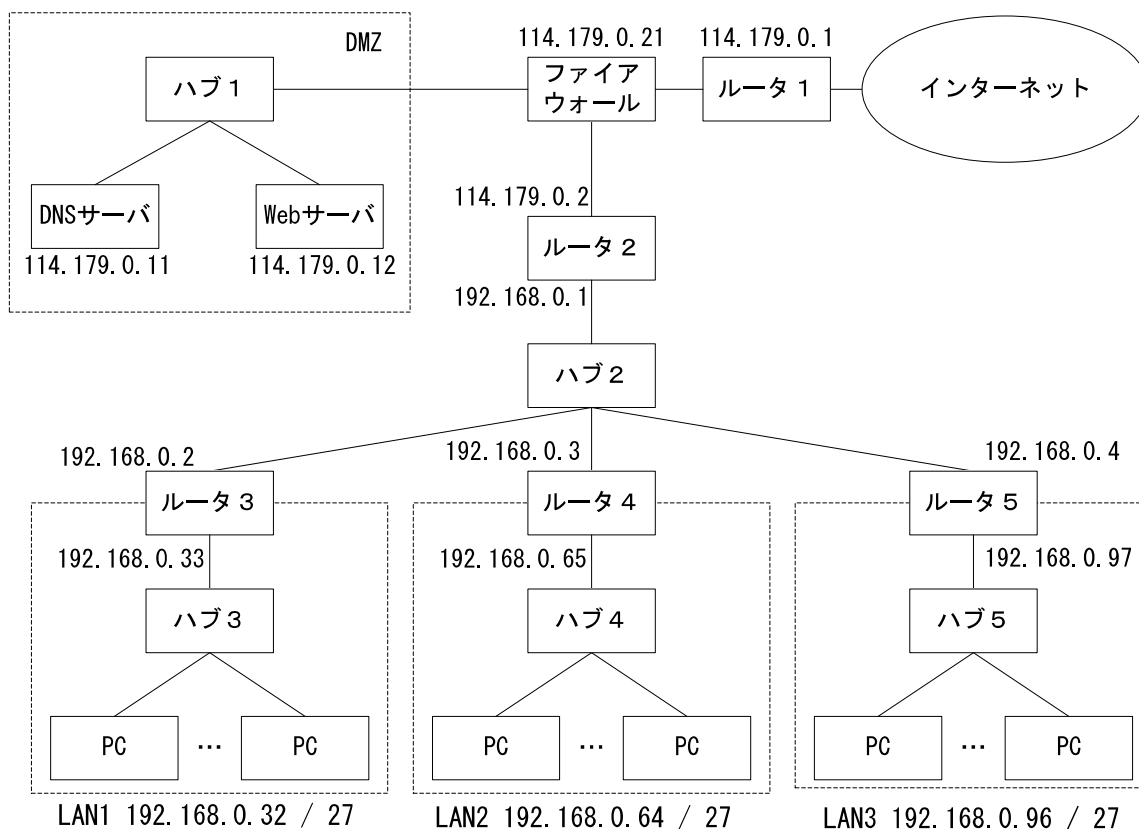 DMZ
114.179.0.21
114.179.0.1
ハブ１
ファイア
ウォール
ルータ１
インターネット
DNSサーバ
Webサーバ
114.179.0.11
114.179.0.12
114.179.0.2
ルータ２
192.168.0.1
ハブ２
192.168.0.2
192.168.0.3
192.168.0.4
ルータ３
ルータ４
ルータ５
192.168.0.33
192.168.0.65
192.168.0.97
ハブ３
ハブ４
ハブ５
PC … PC
PC … PC
PC … PC
LAN1 192.168.0.32 / 27
LAN2 192.168.0.64 / 27
LAN3 192.168.0.96 / 27